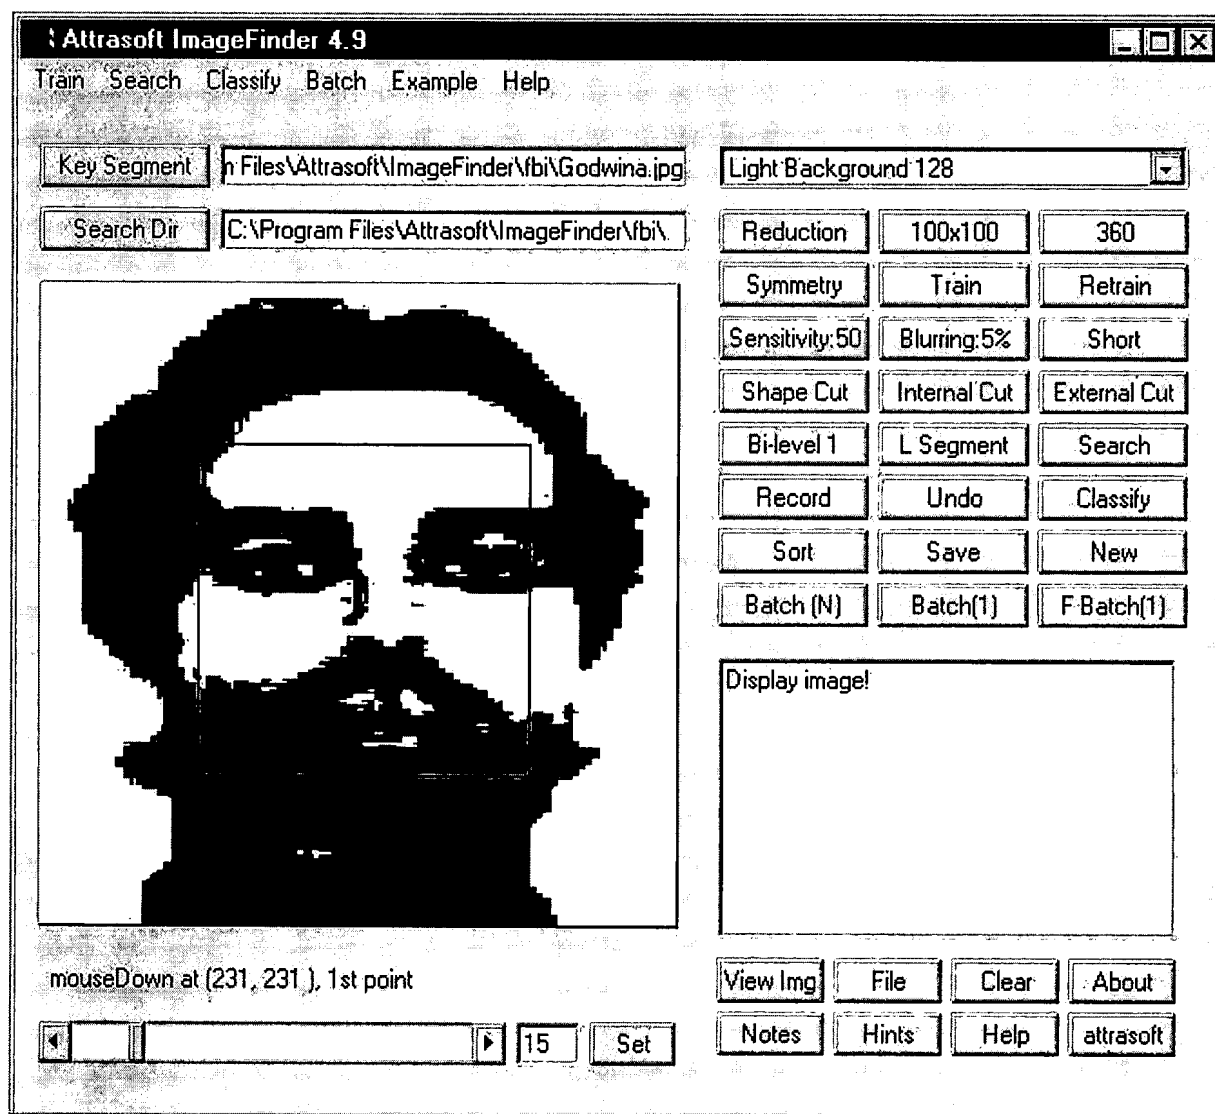 Attrasoft ImageFinder 4.9
Train Search Classify Batch Example Help
Key Segment n Files\Attrasoft\ImageFinder\fbi\Godwina.jpg Light Background 128
Search Dir C:\Program Files\Attrasoft\ImageFinder\fbi\.
Reduction 100x100 360
Symmetry Train Retrain
Sensitivity:50 Blurring:5% Short
Shape Cut Internal Cut External Cut
Bi-level 1 L Segment Search
Record Undo Classify
Sort Save New
Batch (N) Batch(1) F Batch(1)
Display image!
mouseDown at (231, 231 ), 1st point
View Img File Clear About
15 Set Notes Hints Help attrasoft